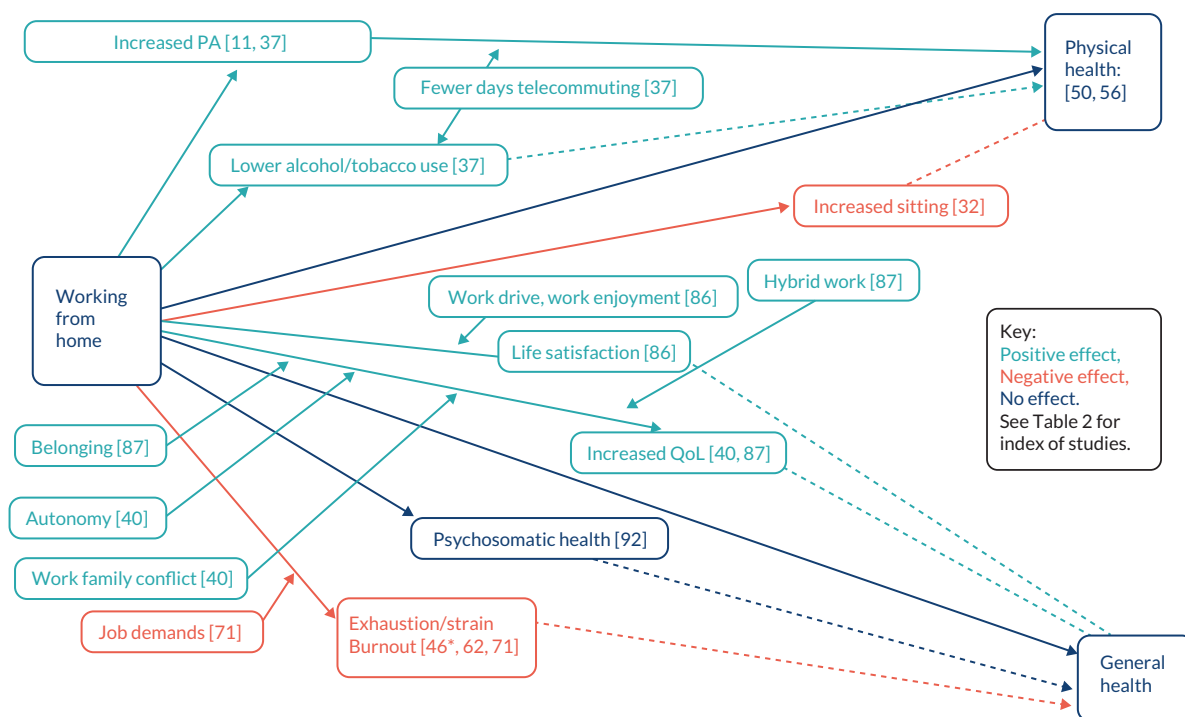 Increased PA [11, 37]
Physical
health:
[50, 56]
Fewer days telecommuting [37]
Lower alcohol/tobacco use [37]
Increased sitting [32]
Working
from
home
Work drive, work enjoyment [86]
Hybrid work [87]
Life satisfaction [86]
Key:
Positive effect,
Negative effect,
No effect.
See Table 2 for
index of studies.
Belonging [87]
Increased QoL [40, 87]
Autonomy [40]
Psychosomatic health [92]
Work family conflict [40]
Job demands [71]
Exhaustion/strain
Burnout [46*, 62, 71]
General
health